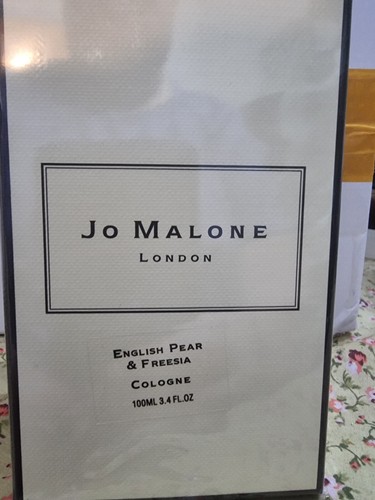 Jo Malone
London
English Pear
& Freesia
Cologne
100ML 3.4 FL.OZ